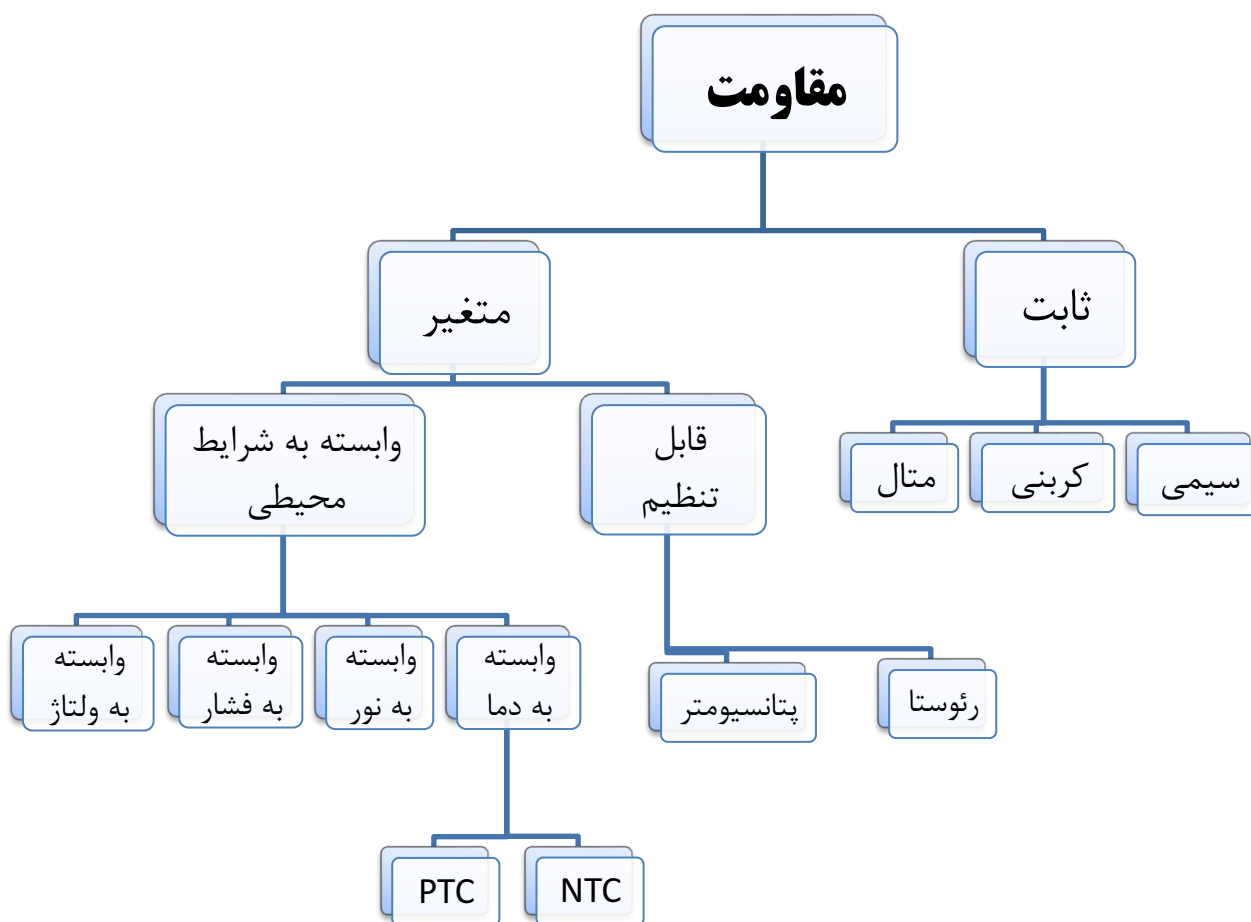 مقاومت
ثابت
متغیر
سیمی
کربنی
متال
قابل
تنظیم
وابسته به شرایط
محیطی
رئوستا
پتانسیومتر
وابسته
به دما
وابسته
به نور
وابسته
به فشار
وابسته
به ولتاژ
NTC
PTC